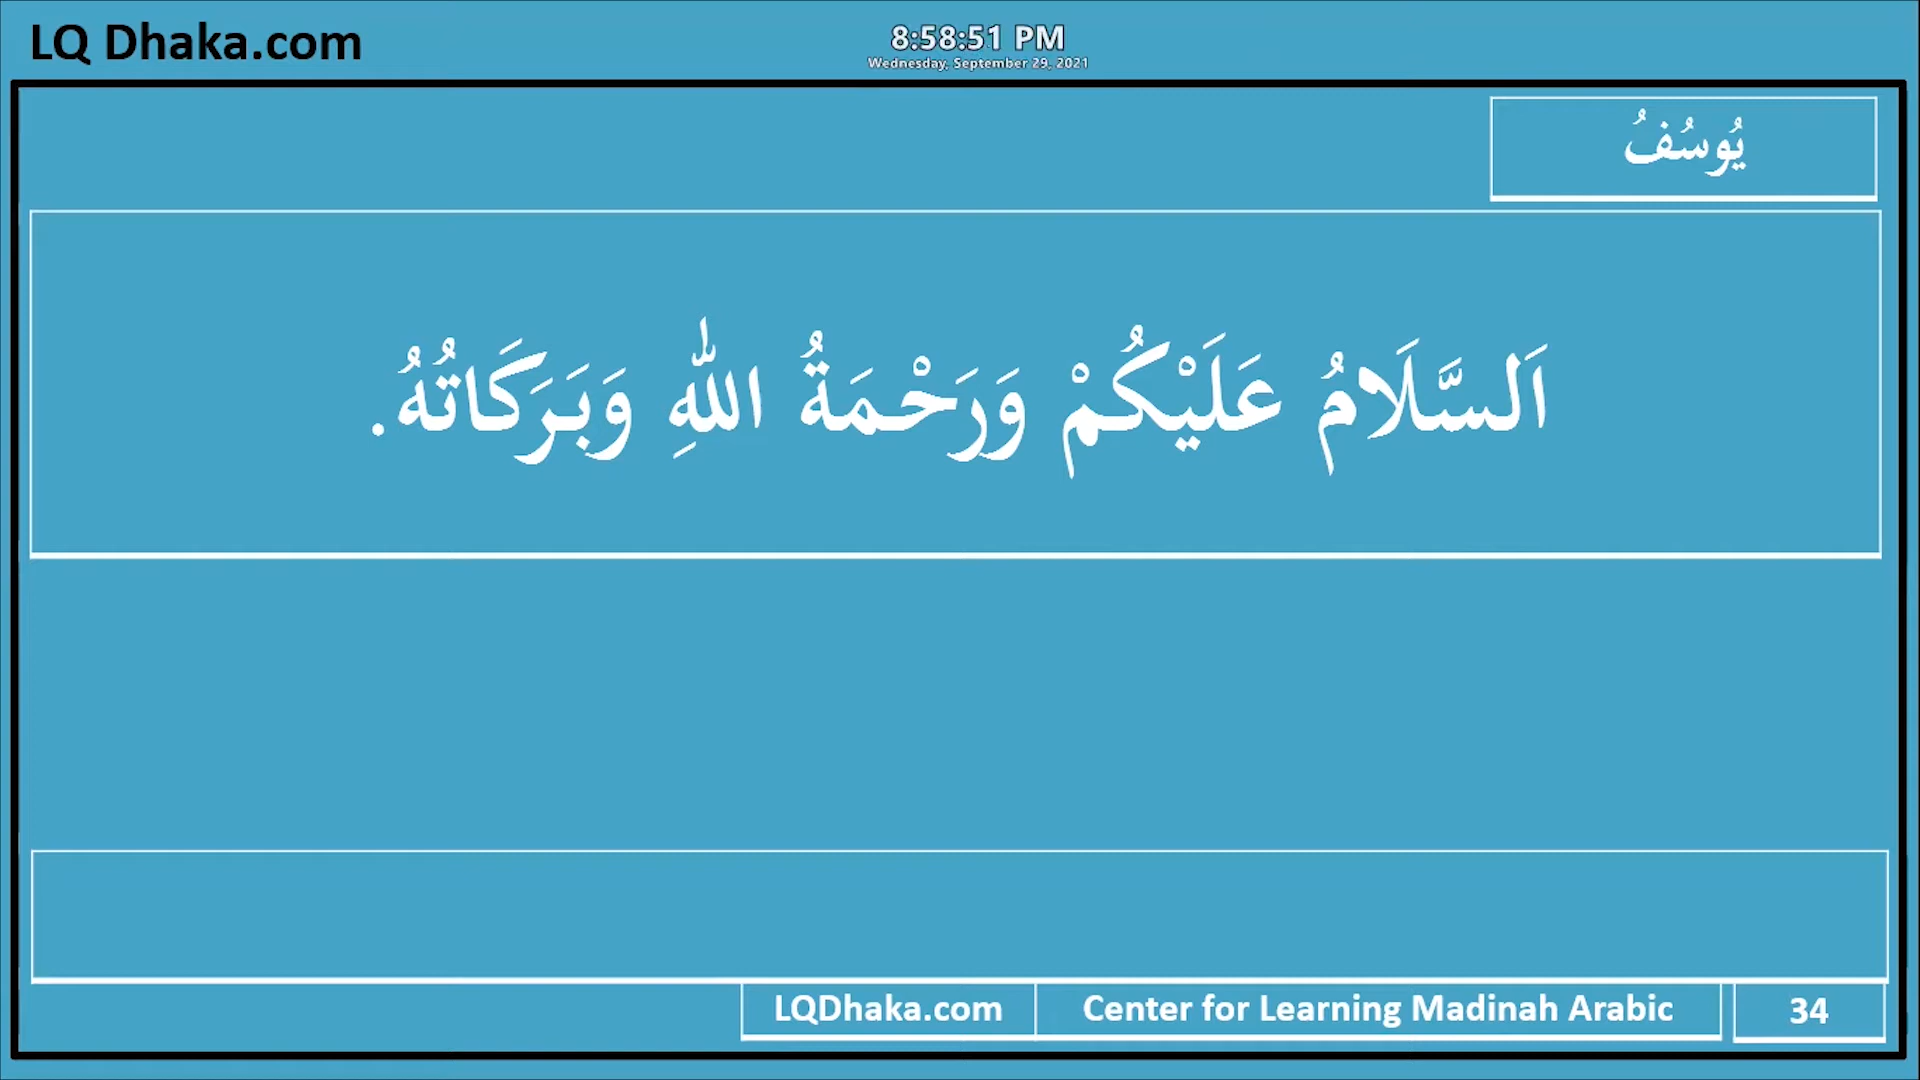 LQ Dhaka.com
8:58:51 PM
Wednesday, September 29, 2021
يُوسُفُ
اَلسَّلَامُ عَلَيْكُمْ وَرَحْمَةُ اللّٰهِ وَبَرَكَاتُهُ.
LQDhaka.com
Center for Learning Madinah Arabic
34